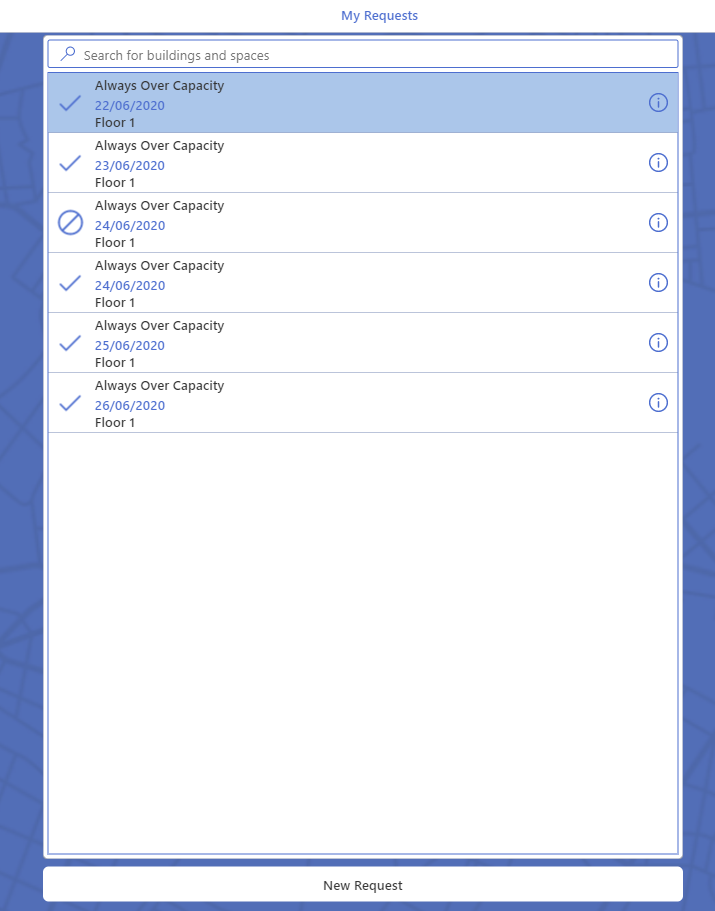 My Requests
Search for buildings and spaces
Always Over Capacity
22/06/2020
Floor 1
Always Over Capacity
23/06/2020
Floor 1
Always Over Capacity
24/06/2020
Floor 1
Always Over Capacity
24/06/2020
Floor 1
Always Over Capacity
25/06/2020
Floor 1
Always Over Capacity
26/06/2020
Floor 1
New Request